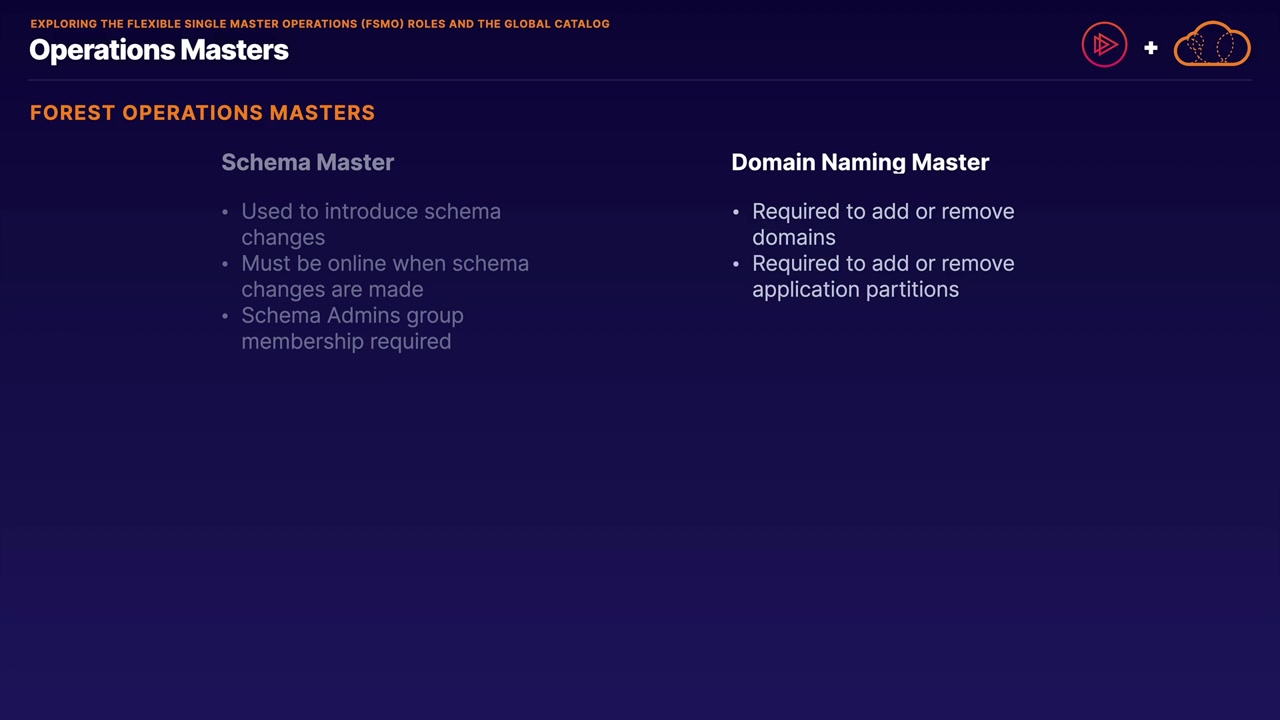 EXPLORING THE FLEXIBLE SINGLE MASTER OPERATIONS (FSMO) ROLES AND THE GLOBAL CATALOG
Operations Masters
+
FOREST OPERATIONS MASTERS
Schema Master
• Used to introduce schema
changes
• Must be online when schema
changes are made
• Schema Admins group
membership required
Domain Naming Master
• Required to add or remove
domains
• Required to add or remove
application partitions